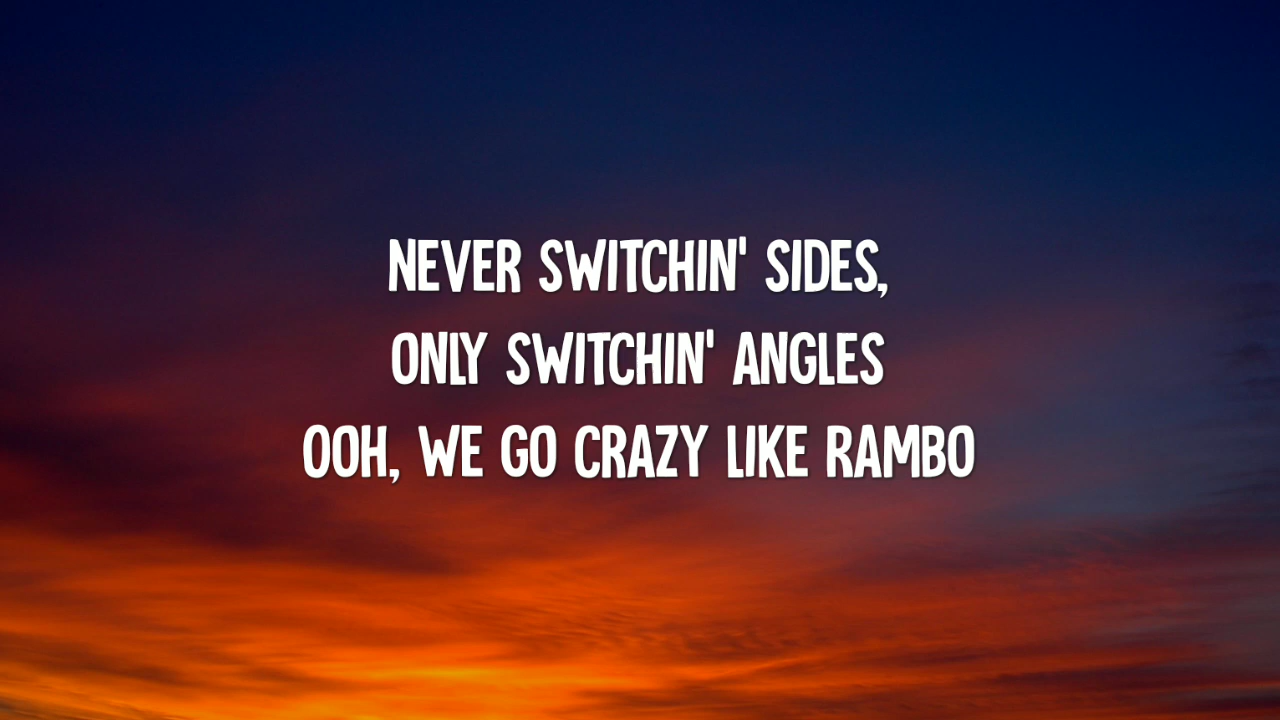 NEVER SWITCHIN' SIDES,
ONLY SWITCHIN' ANGLES
OOH, WE GO CRAZY LIKE RAMBO